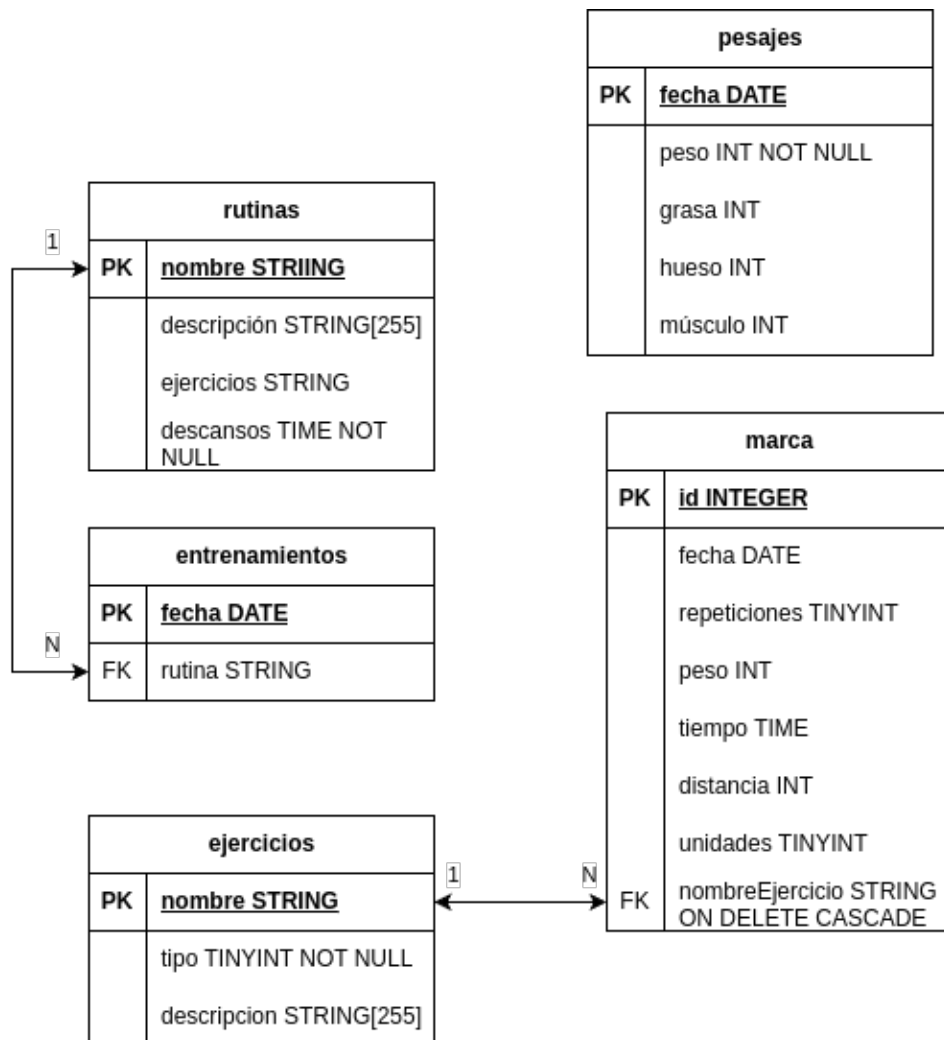 pesajes
PK fecha DATE
peso INT NOT NULL
grasa INT
hueso INT
músculo INT
rutinas
1
PK nombre STRIING
descripción STRING[255]
ejercicios STRING
descansos TIME NOT
NULL
entrenamientos
PK fecha DATE
N
FK rutina STRING
marca
PK id INTEGER
fecha DATE
repeticiones TINYINT
peso INT
tiempo TIME
distancia INT
unidades TINYINT
FK nombreEjercicio STRING
ON DELETE CASCADE
ejercicios
1
N
PK nombre STRING
tipo TINYINT NOT NULL
descripcion STRING[255]